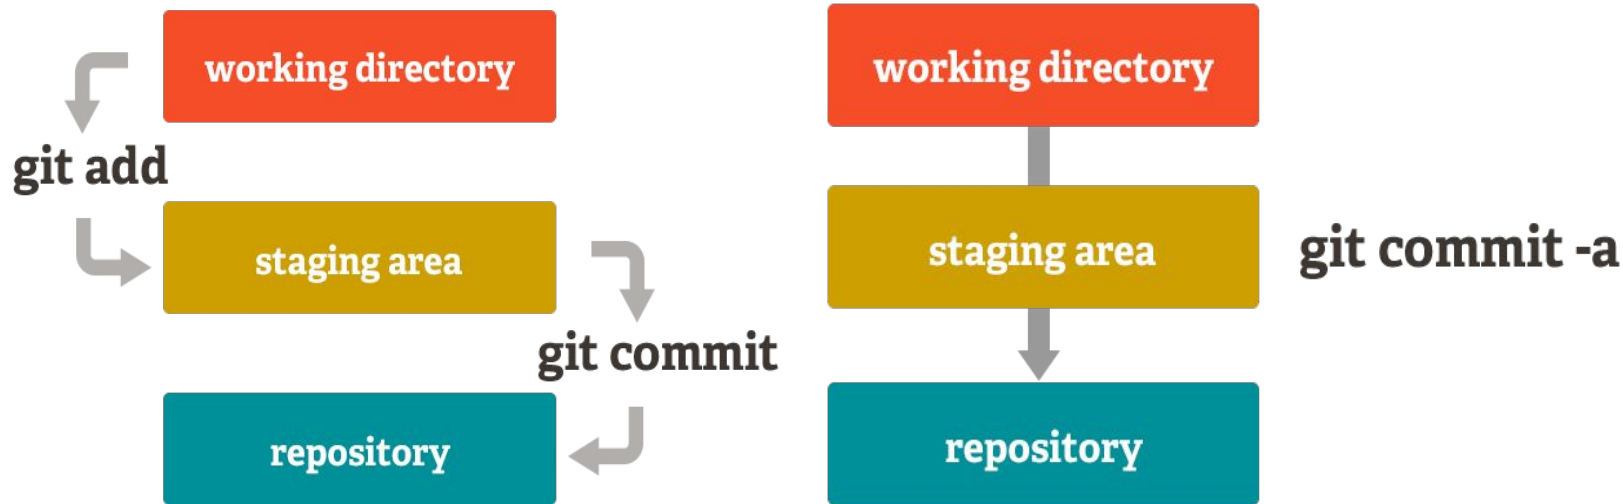 working directory
git add
staging area
git commit
repository
working directory
staging area
git commit -a
repository